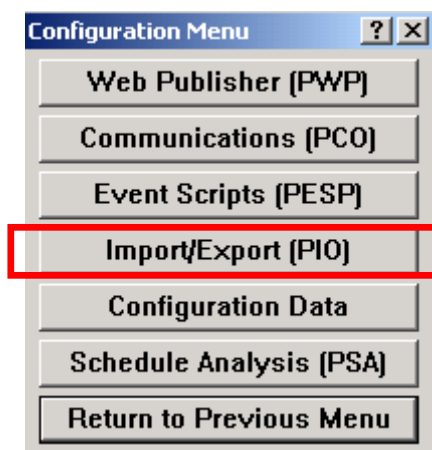 Configuration Menu ? ×
Web Publisher (PWP)
Communications (PCO)
Event Scripts (PESP)
Import/Export (PIO)
Configuration Data
Schedule Analysis (PSA)
Return to Previous Menu